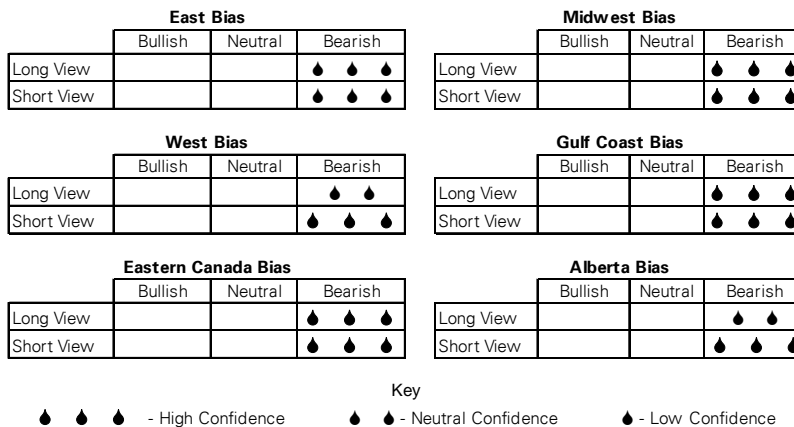 East Bias
Bullish Neutral Bearish
Long View
Short View
Midwest Bias
Bullish Neutral Bearish
Long View
Short View
West Bias
Bullish Neutral Bearish
Long View
Short View
Gulf Coast Bias
Bullish Neutral Bearish
Long View
Short View
Eastern Canada Bias
Bullish Neutral Bearish
Long View
Short View
Alberta Bias
Bullish Neutral Bearish
Long View
Short View
Key
- High Confidence - Neutral Confidence - Low Confidence